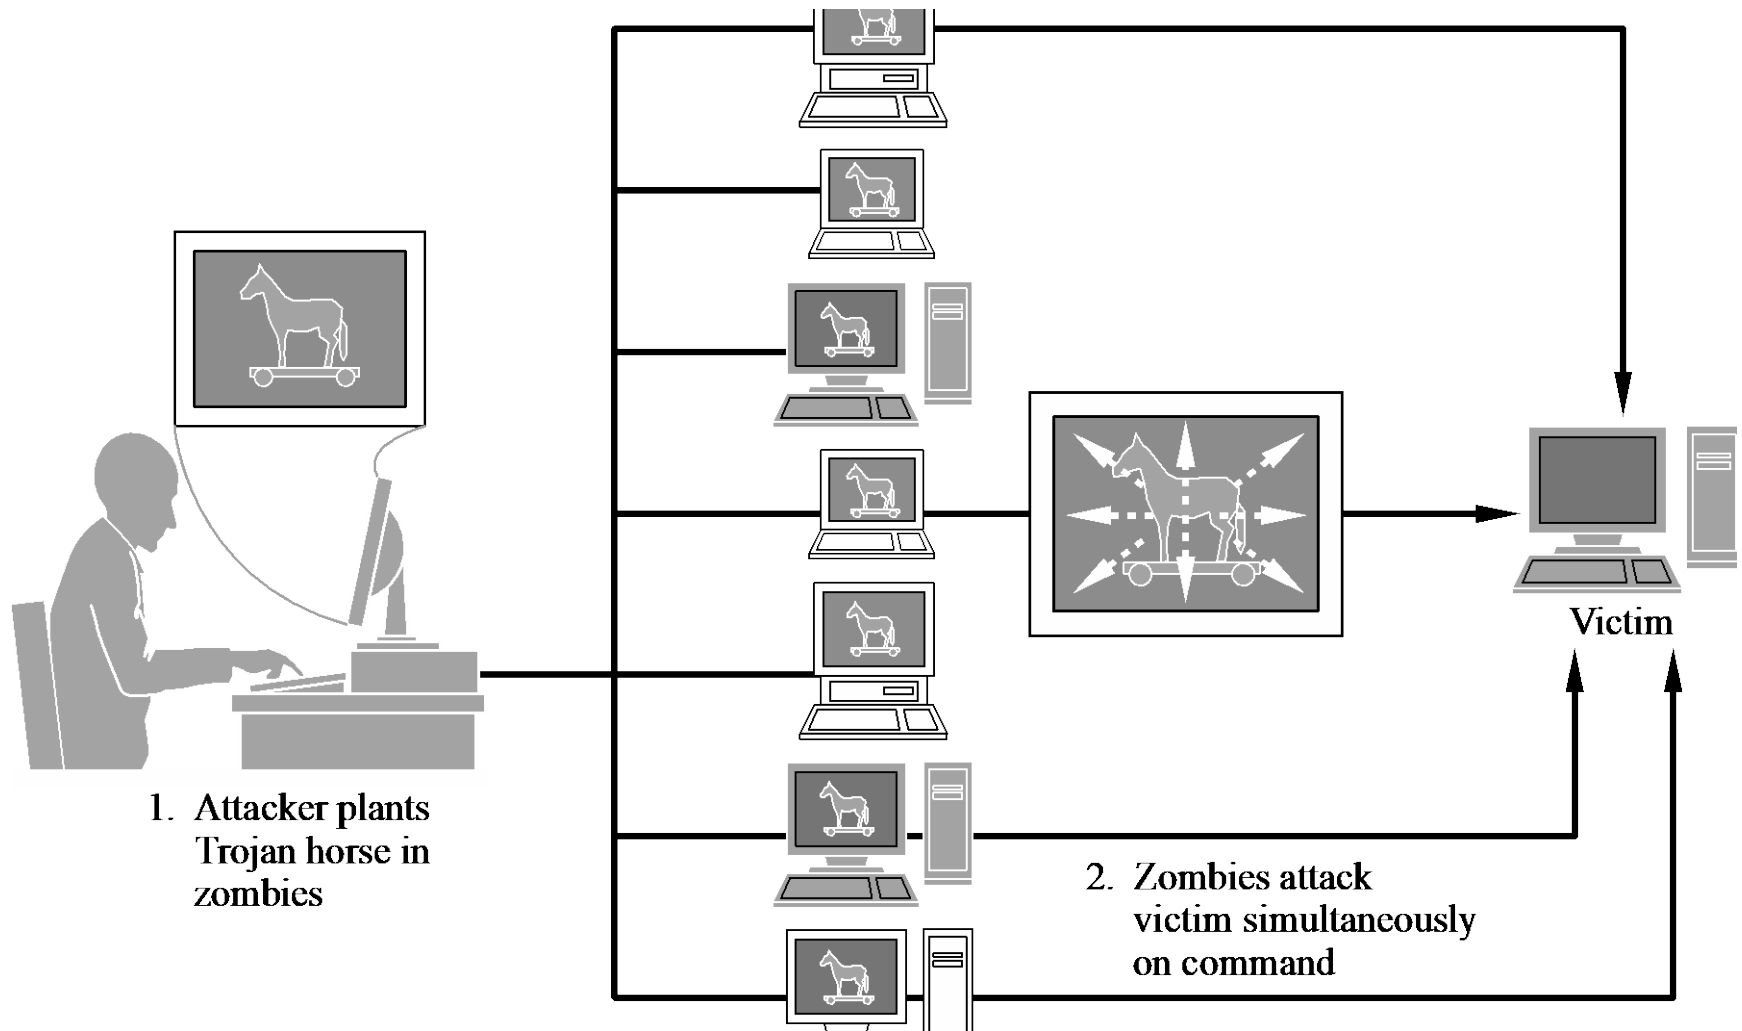 1. Attacker plants
Trojan horse in
zombies
Victim
2. Zombies attack
victim simultaneously
on command